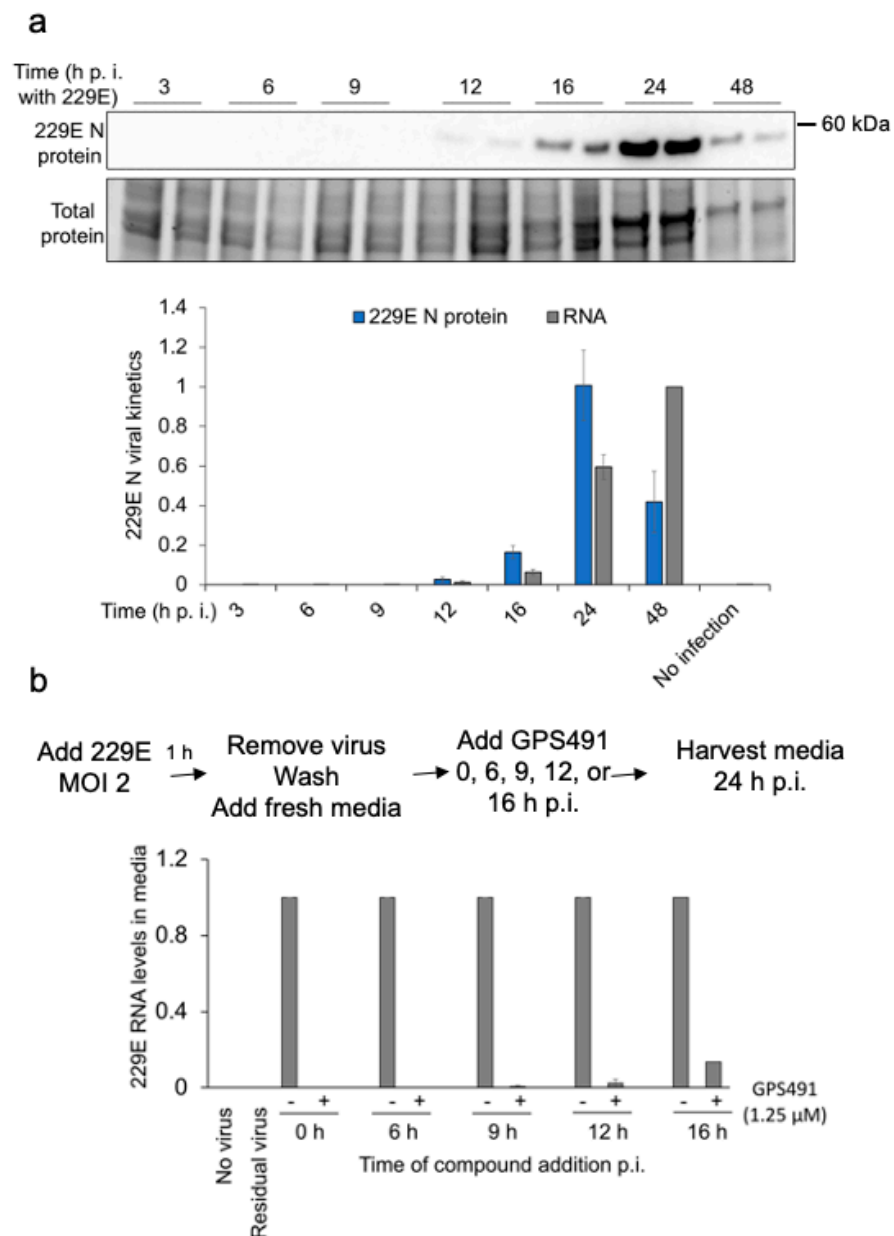 a
Time (h p. i.
with 229E)
3 6 9 12 16 24 48
229E N
protein
60 kDa
Total
protein
229E N protein RNA
229E N viral kinetics
1.4
1.2
1
0.8
0.6
0.4
0.2
0
Time (h p. i.) 3 6 9 12 16 24 48 No infection
b
Add 229E
MOI 2
1 h
Remove virus
Wash
Add fresh media
Add GPS491
0, 6, 9, 12, or
16 h p.i.
Harvest media
24 h p.i.
229E RNA levels in media
1.2
0.8
0.4
0
No virus
Residual virus
- + - + - + - + - +
GPS491
(1.25 µM)
0 h 6 h 9 h 12 h 16 h
Time of compound addition p.i.